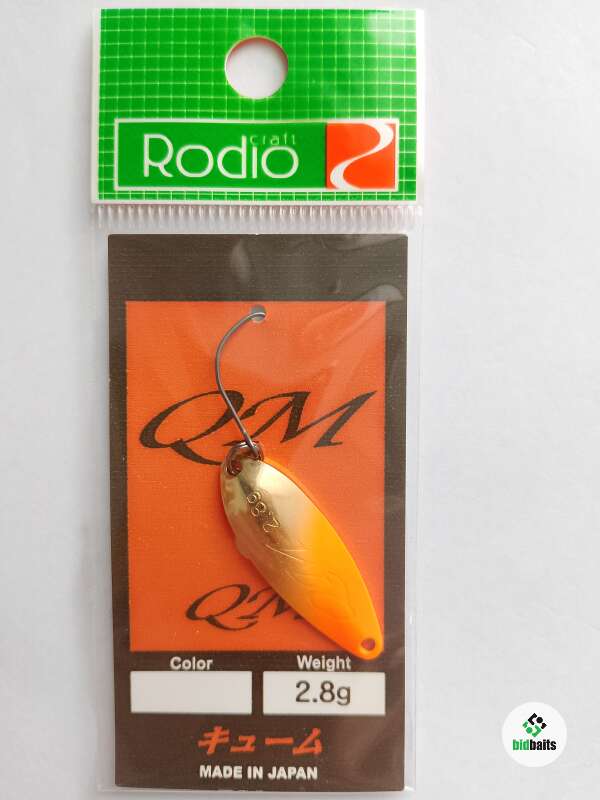 craft
Rodio
QM
2.8g
QM
Color
Weight
2.8g
キューム
MADE IN JAPAN
bidbaits